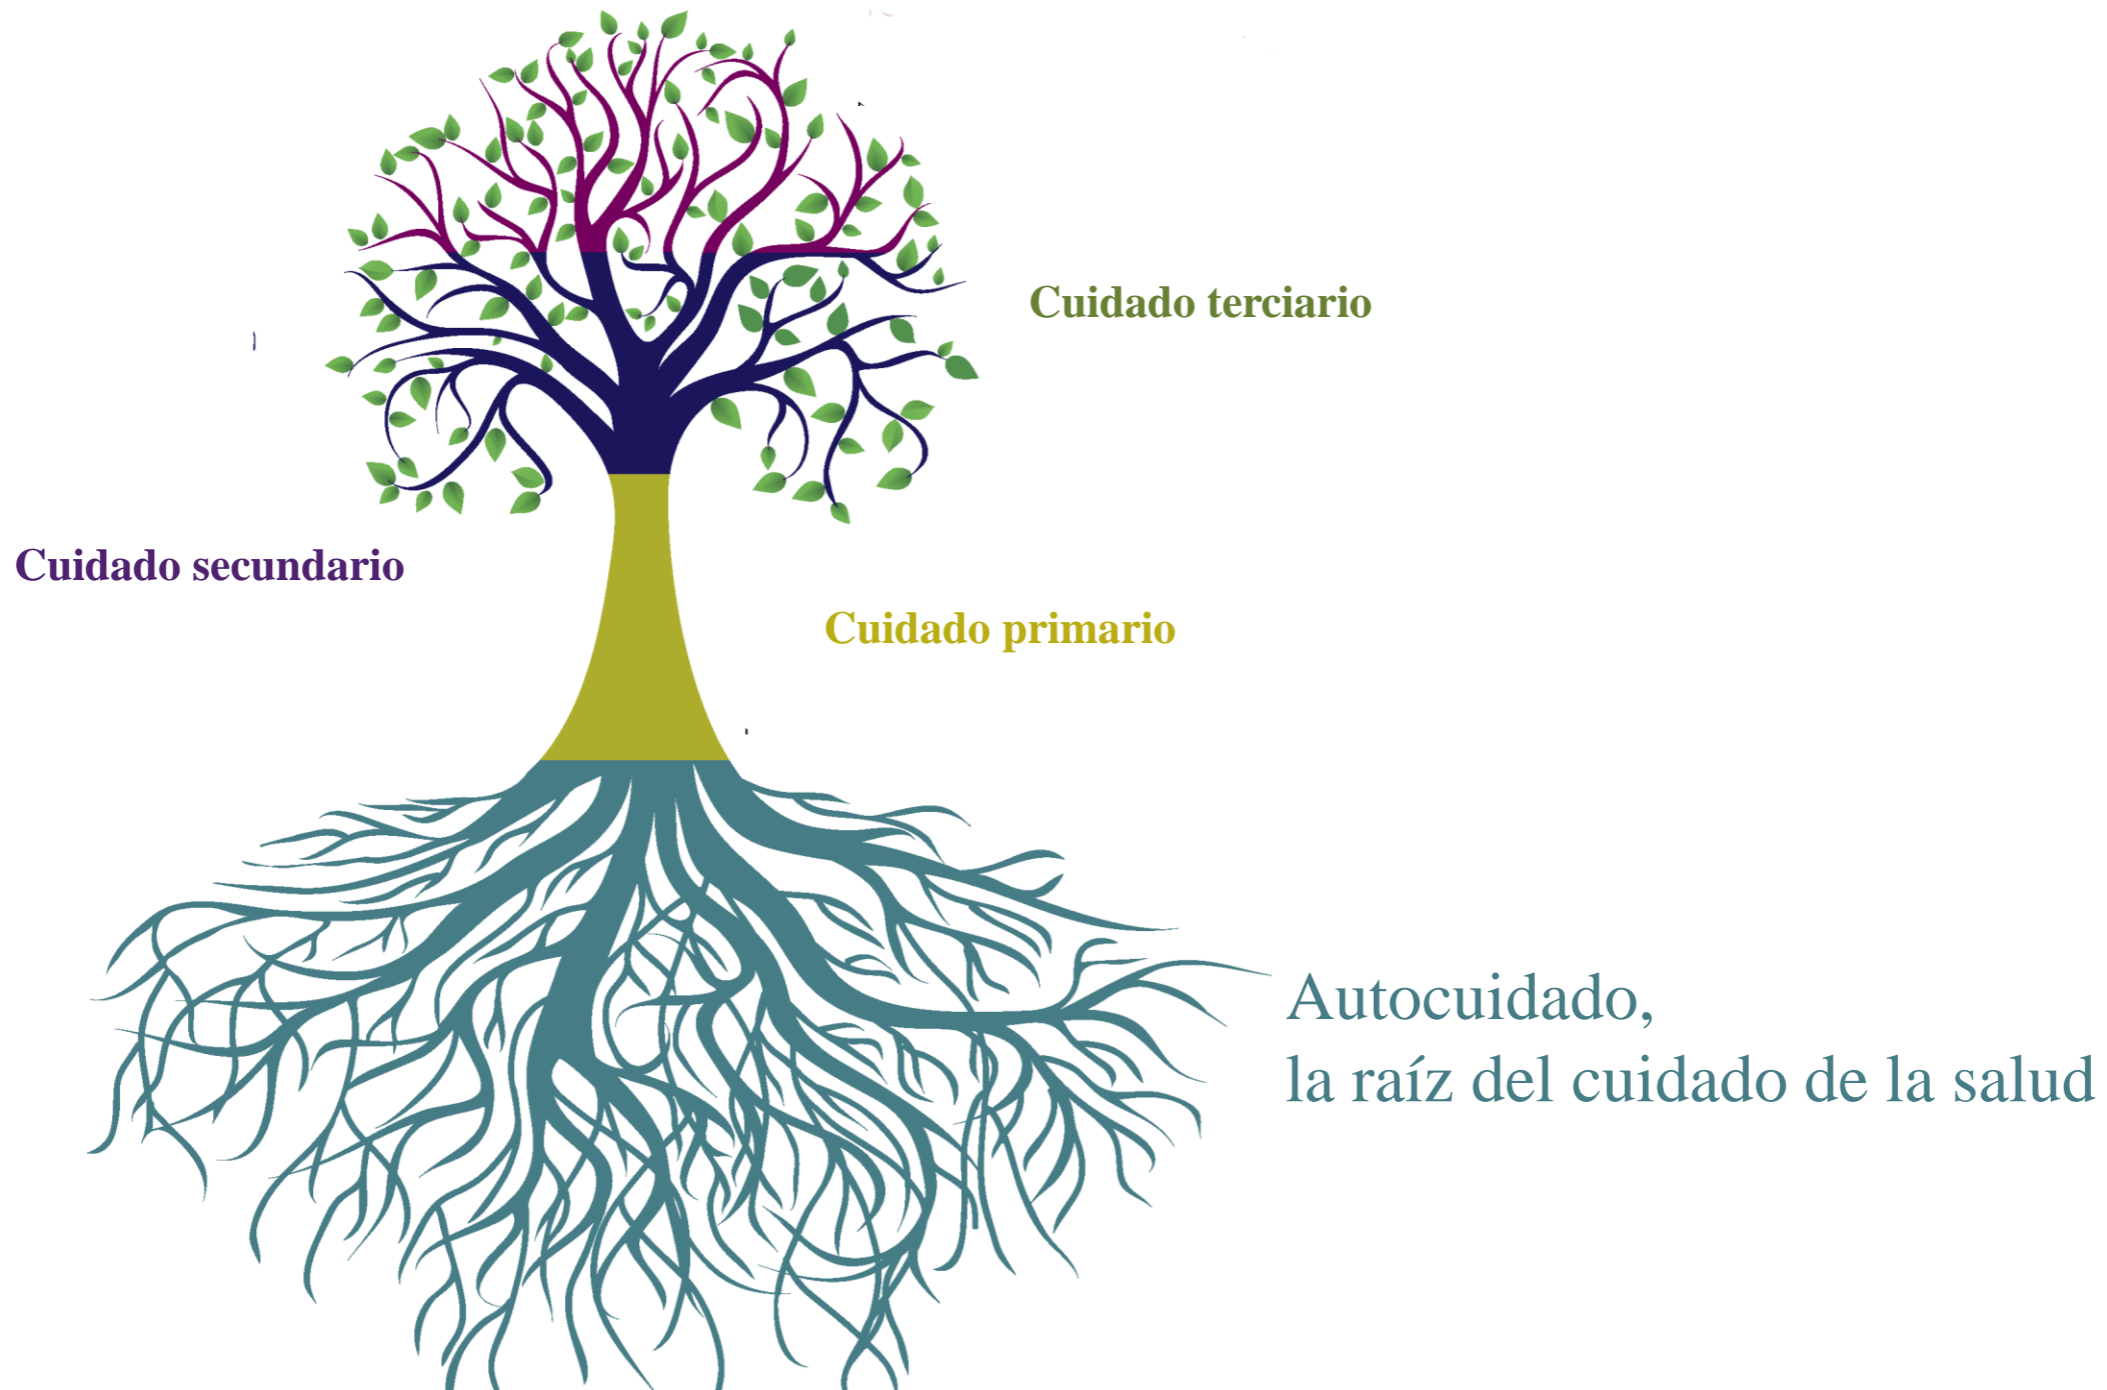 Cuidado terciario
Cuidado secundario
Cuidado primario
Autocuidado,
la raíz del cuidado de la salud